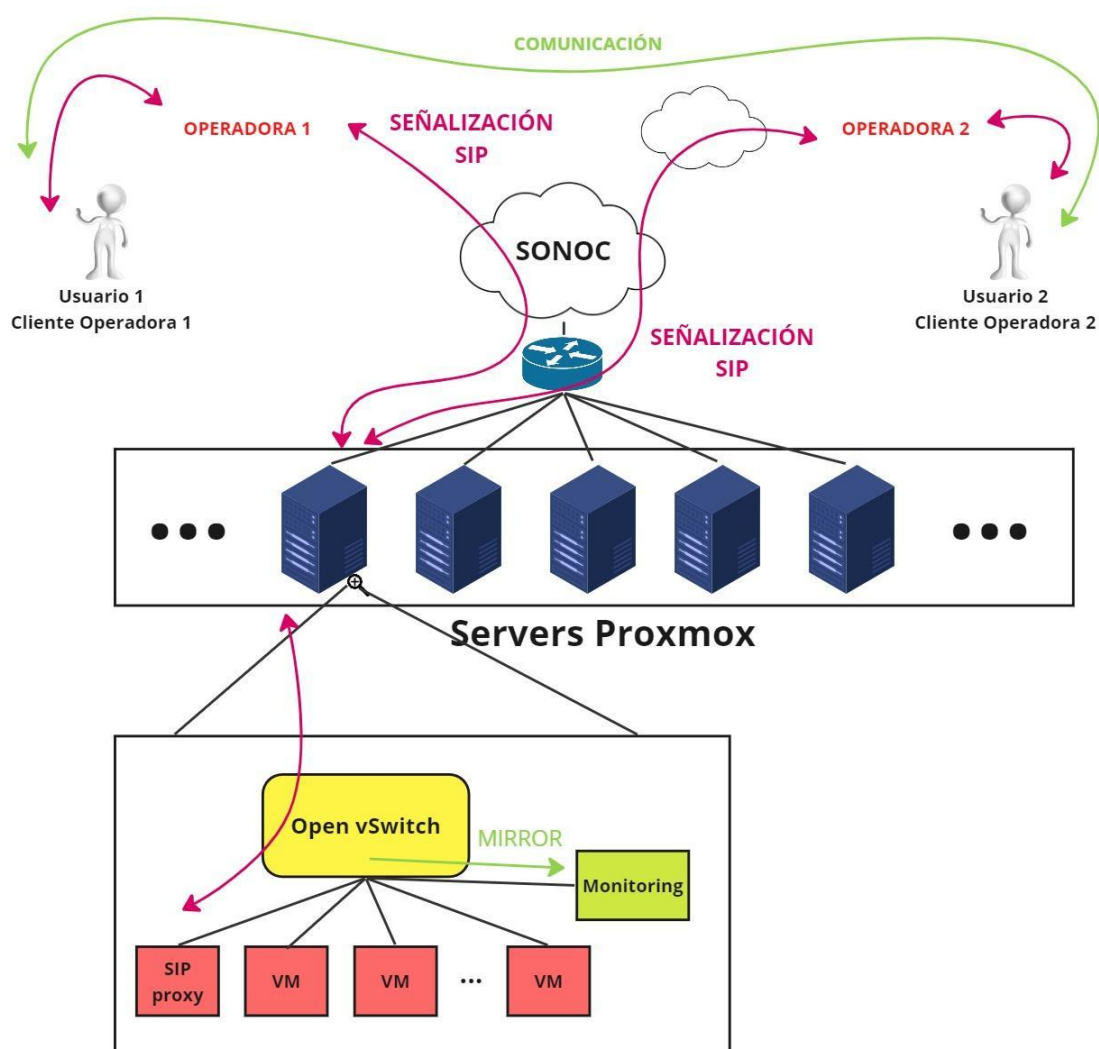 COMUNICACIÓN
OPERADORA 1
SEÑALIZACIÓN
SIP
OPERADORA 2
SONOC
Usuario 1
Cliente Operadora 1
Usuario 2
Cliente Operadora 2
SEÑALIZACIÓN
SIP
Servers Proxmox
Open vSwitch
MIRROR
Monitoring
SIP
proxy
VM
VM
...
VM